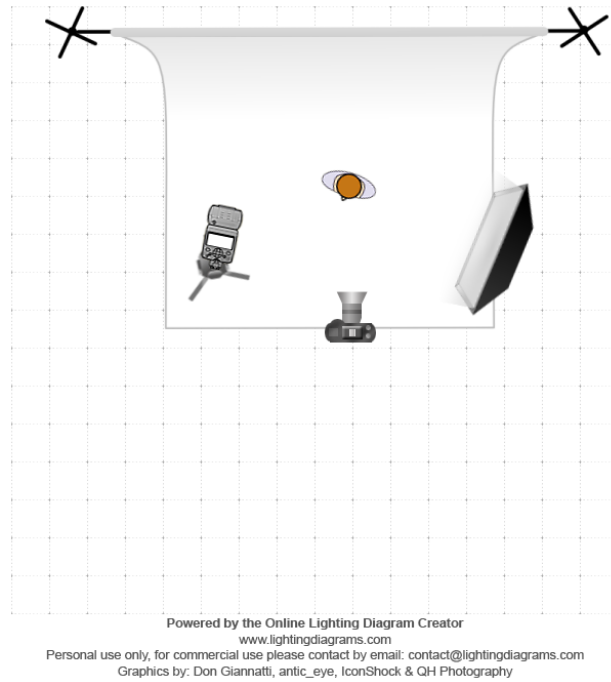 Powered by the Online Lighting Diagram Creator
www.lightingdiagrams.com
Personal use only, for commercial use please contact by email: contact@lightingdiagrams.com
Graphics by: Don Giannatti, antic_eye, IconShock & QH Photography